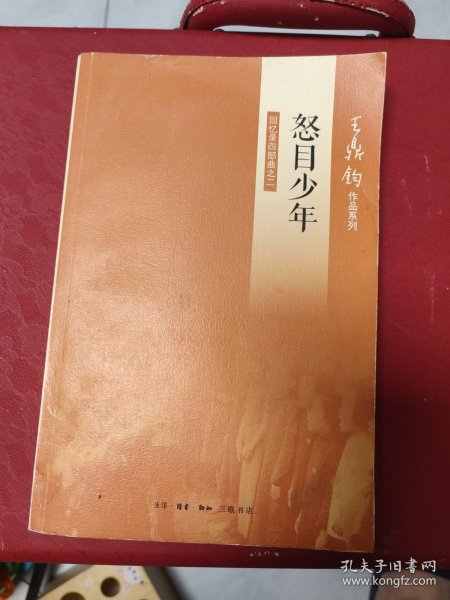 王鼎钧
作品系列
怒目少年
回忆录四部曲之二
生活·读书·新知 三联书店
孔夫子旧书网
www.kongfz.com